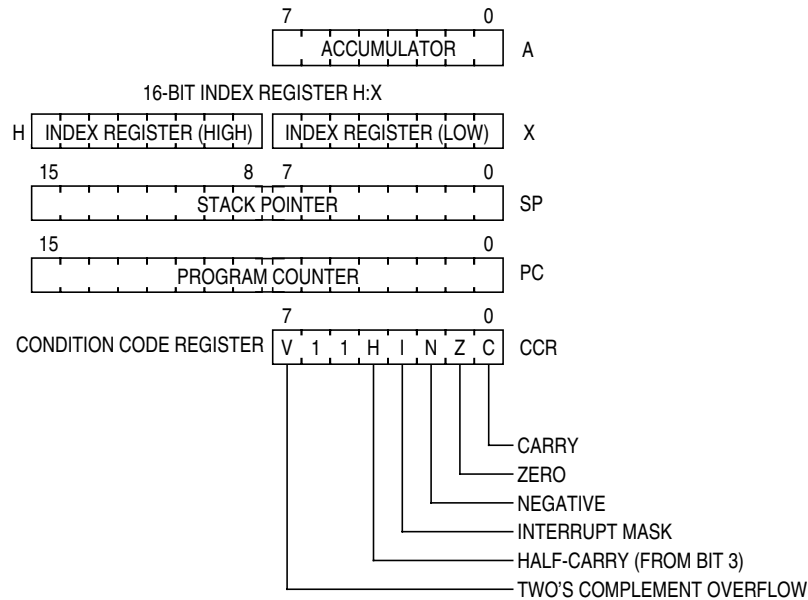 7 0
ACCUMULATOR A
16-BIT INDEX REGISTER H:X
H INDEX REGISTER (HIGH) INDEX REGISTER (LOW) X
15 8 7 0
STACK POINTER SP
15 0
PROGRAM COUNTER PC
7 0
CONDITION CODE REGISTER V 1 1 H I N Z C CCR
CARRY
ZERO
NEGATIVE
INTERRUPT MASK
HALF-CARRY (FROM BIT 3)
TWO'S COMPLEMENT OVERFLOW